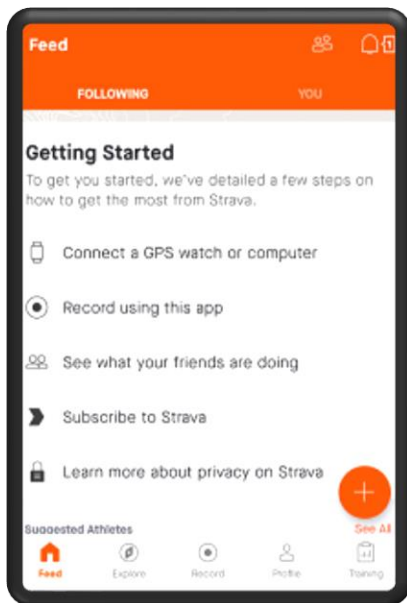 Feed
1
FOLLOWING YOU
Getting Started
To get you started, we've detailed a few steps on
how to get the most from Strava.
Connect a GPS watch or computer
Record using this app
See what your friends are doing
Subscribe to Strava
Learn more about privacy on Strava
Suggested Athletes See All
Feed Explore Record Profile Training